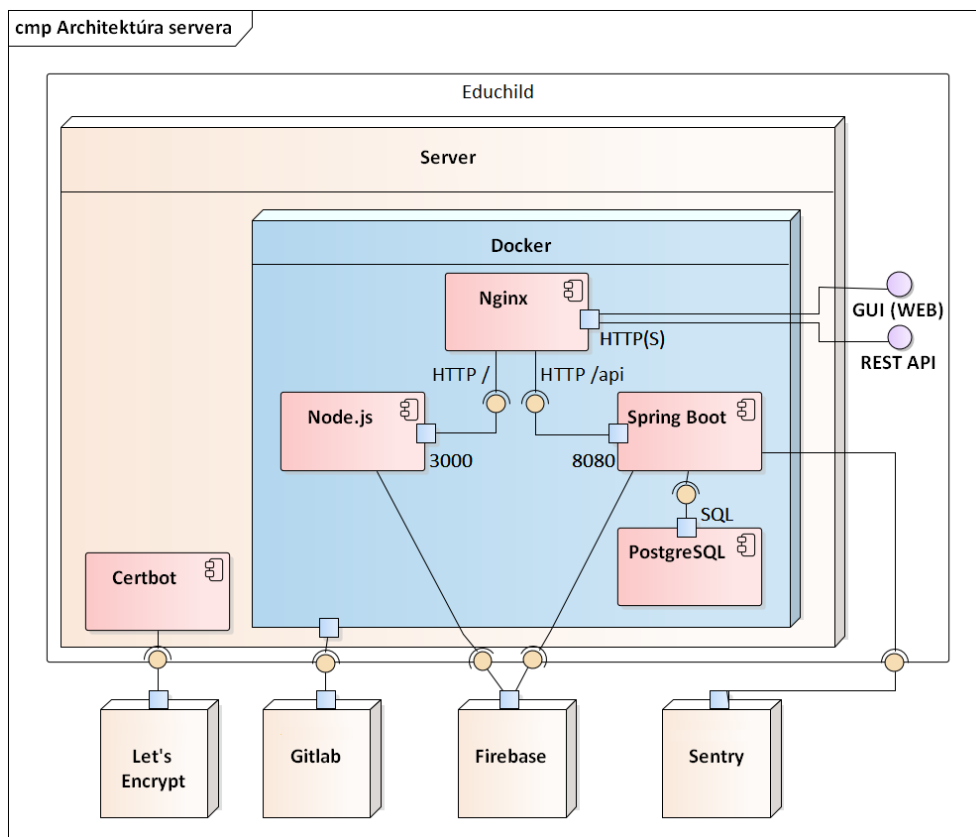 cmp Architektúra servera
Educhild
Server
Docker
Nginx
GUI (WEB)
HTTP(S)
REST API
HTTP /
HTTP /api
Node.js
Spring Boot
3000
8080
SQL
PostgreSQL
Certbot
Let's
Encrypt
Gitlab
Firebase
Sentry